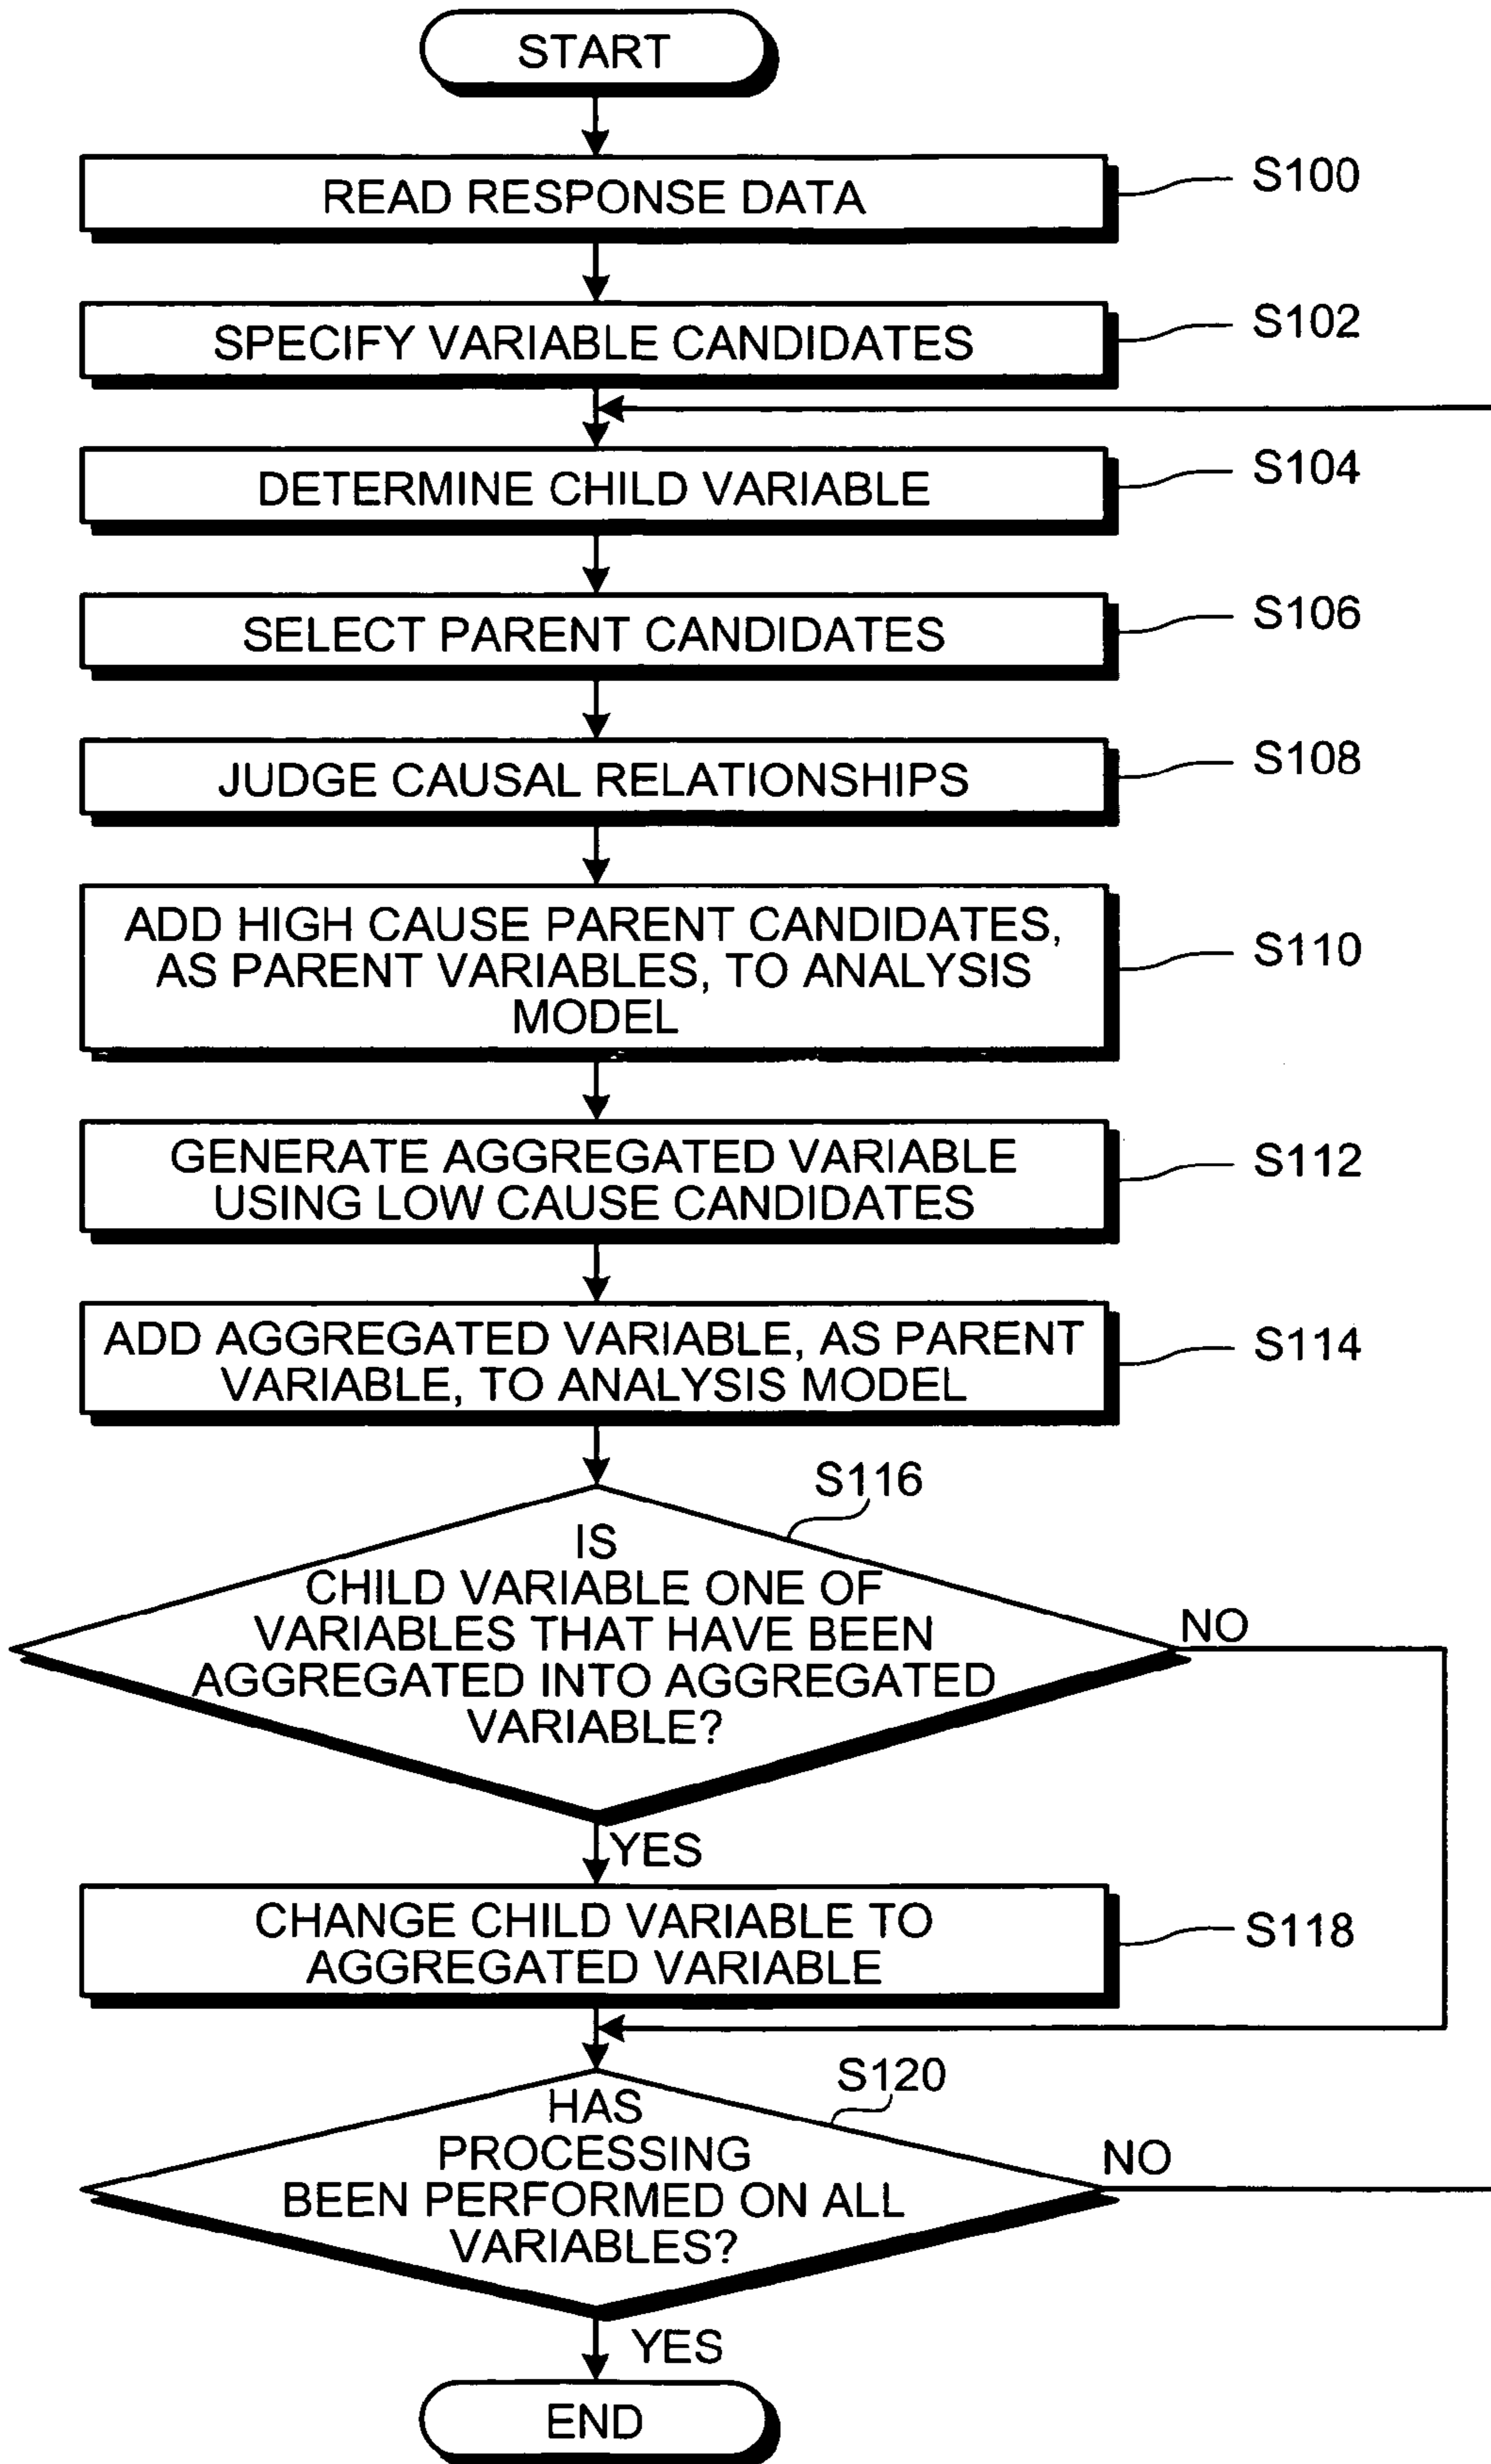 START
READ RESPONSE DATA
S100
SPECIFY VARIABLE CANDIDATES
S102
DETERMINE CHILD VARIABLE
S104
SELECT PARENT CANDIDATES
S106
JUDGE CAUSAL RELATIONSHIPS
S108
ADD HIGH CAUSE PARENT CANDIDATES,
AS PARENT VARIABLES, TO ANALYSIS
MODEL
S110
GENERATE AGGREGATED VARIABLE
USING LOW CAUSE CANDIDATES
S112
ADD AGGREGATED VARIABLE, AS PARENT
VARIABLE, TO ANALYSIS MODEL
S114
S116
IS
CHILD VARIABLE ONE OF
VARIABLES THAT HAVE BEEN
AGGREGATED INTO AGGREGATED
VARIABLE?
NO
YES
CHANGE CHILD VARIABLE TO
AGGREGATED VARIABLE
S118
S120
HAS
PROCESSING
BEEN PERFORMED ON ALL
VARIABLES?
NO
YES
END